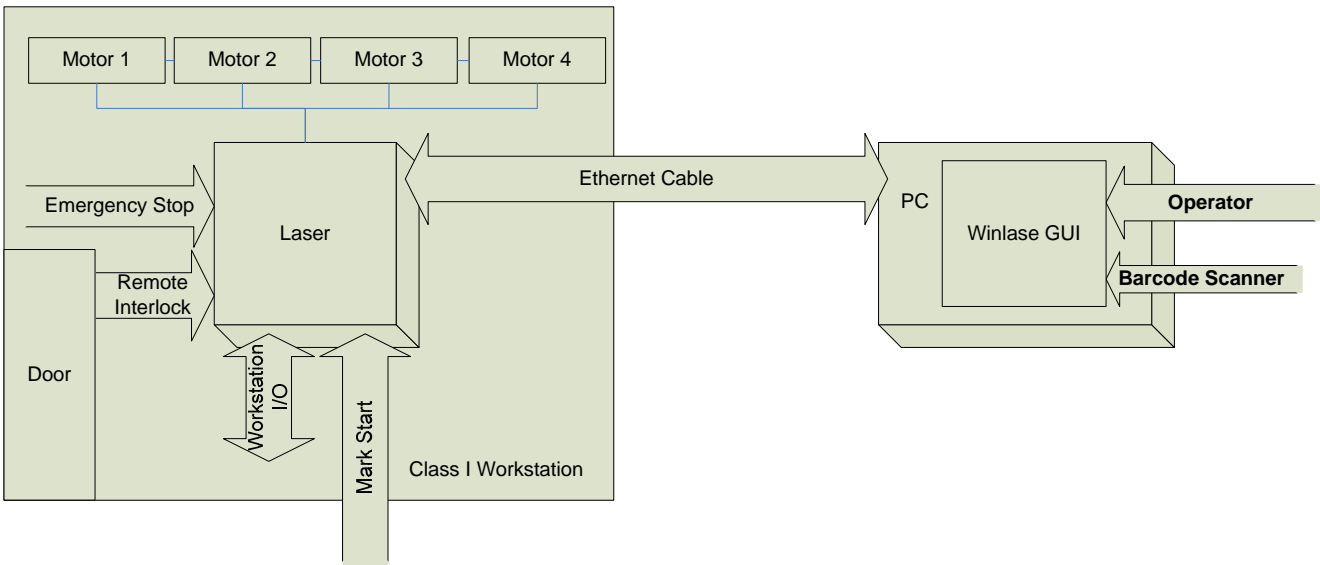 Motor 1
Motor 2
Motor 3
Motor 4
Ethernet Cable
Emergency Stop
Laser
PC
Winlase GUI
Operator
Barcode Scanner
Remote
Interlock
Door
Workstation
I/O
Mark Start
Class I Workstation